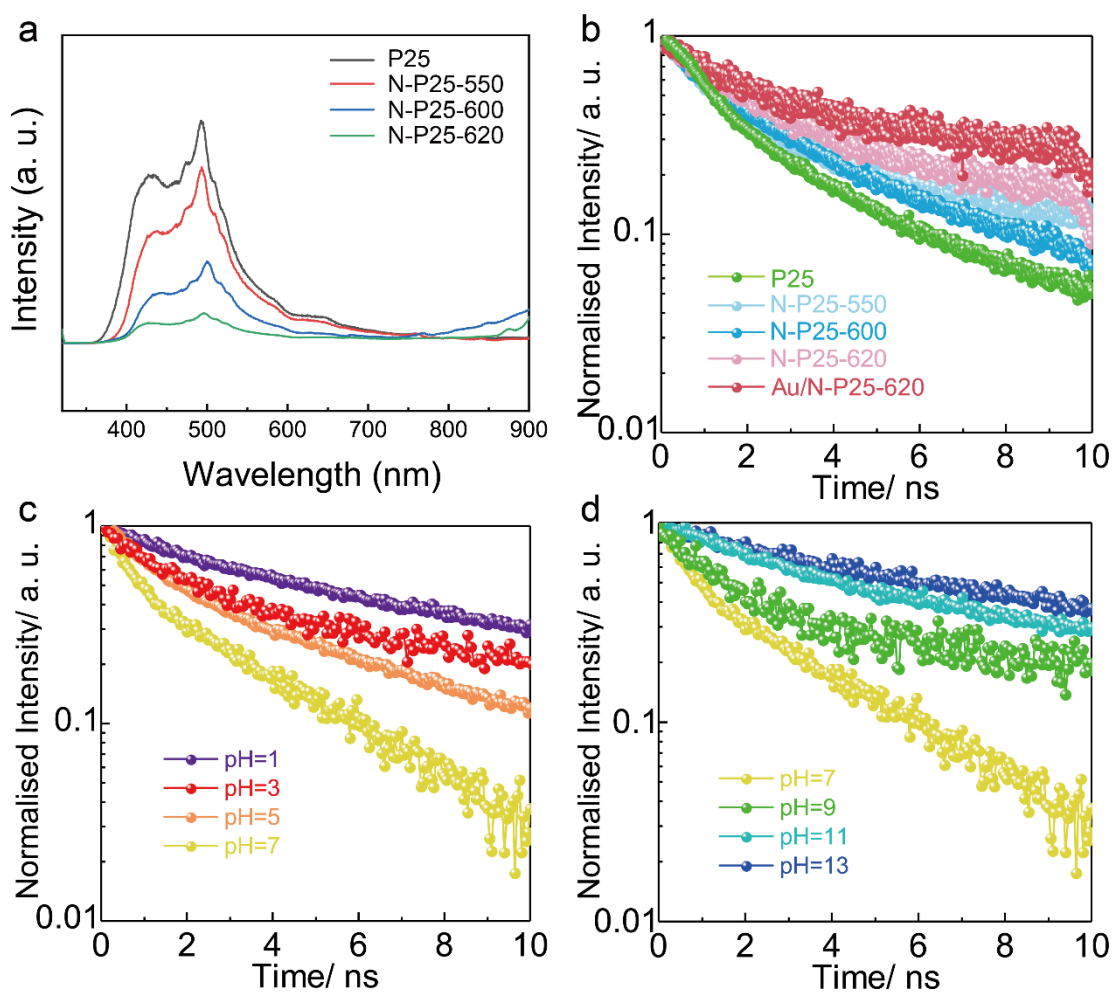 a
Intensity (a. u.)
P25
N-P25-550
N-P25-600
N-P25-620
400 500 600 700 800 900
Wavelength (nm)
b
Normalised Intensity/ a. u.
1
0.1
0.01
P25
N-P25-550
N-P25-600
N-P25-620
Au/N-P25-620
0 2 4 6 8 10
Time/ ns
c
Normalised Intensity/ a. u.
1
0.1
0.01
pH=1
pH=3
pH=5
pH=7
0 2 4 6 8 10
Time/ ns
d
Normalised Intensity/ a. u.
1
0.1
0.01
pH=7
pH=9
pH=11
pH=13
0 2 4 6 8 10
Time/ ns